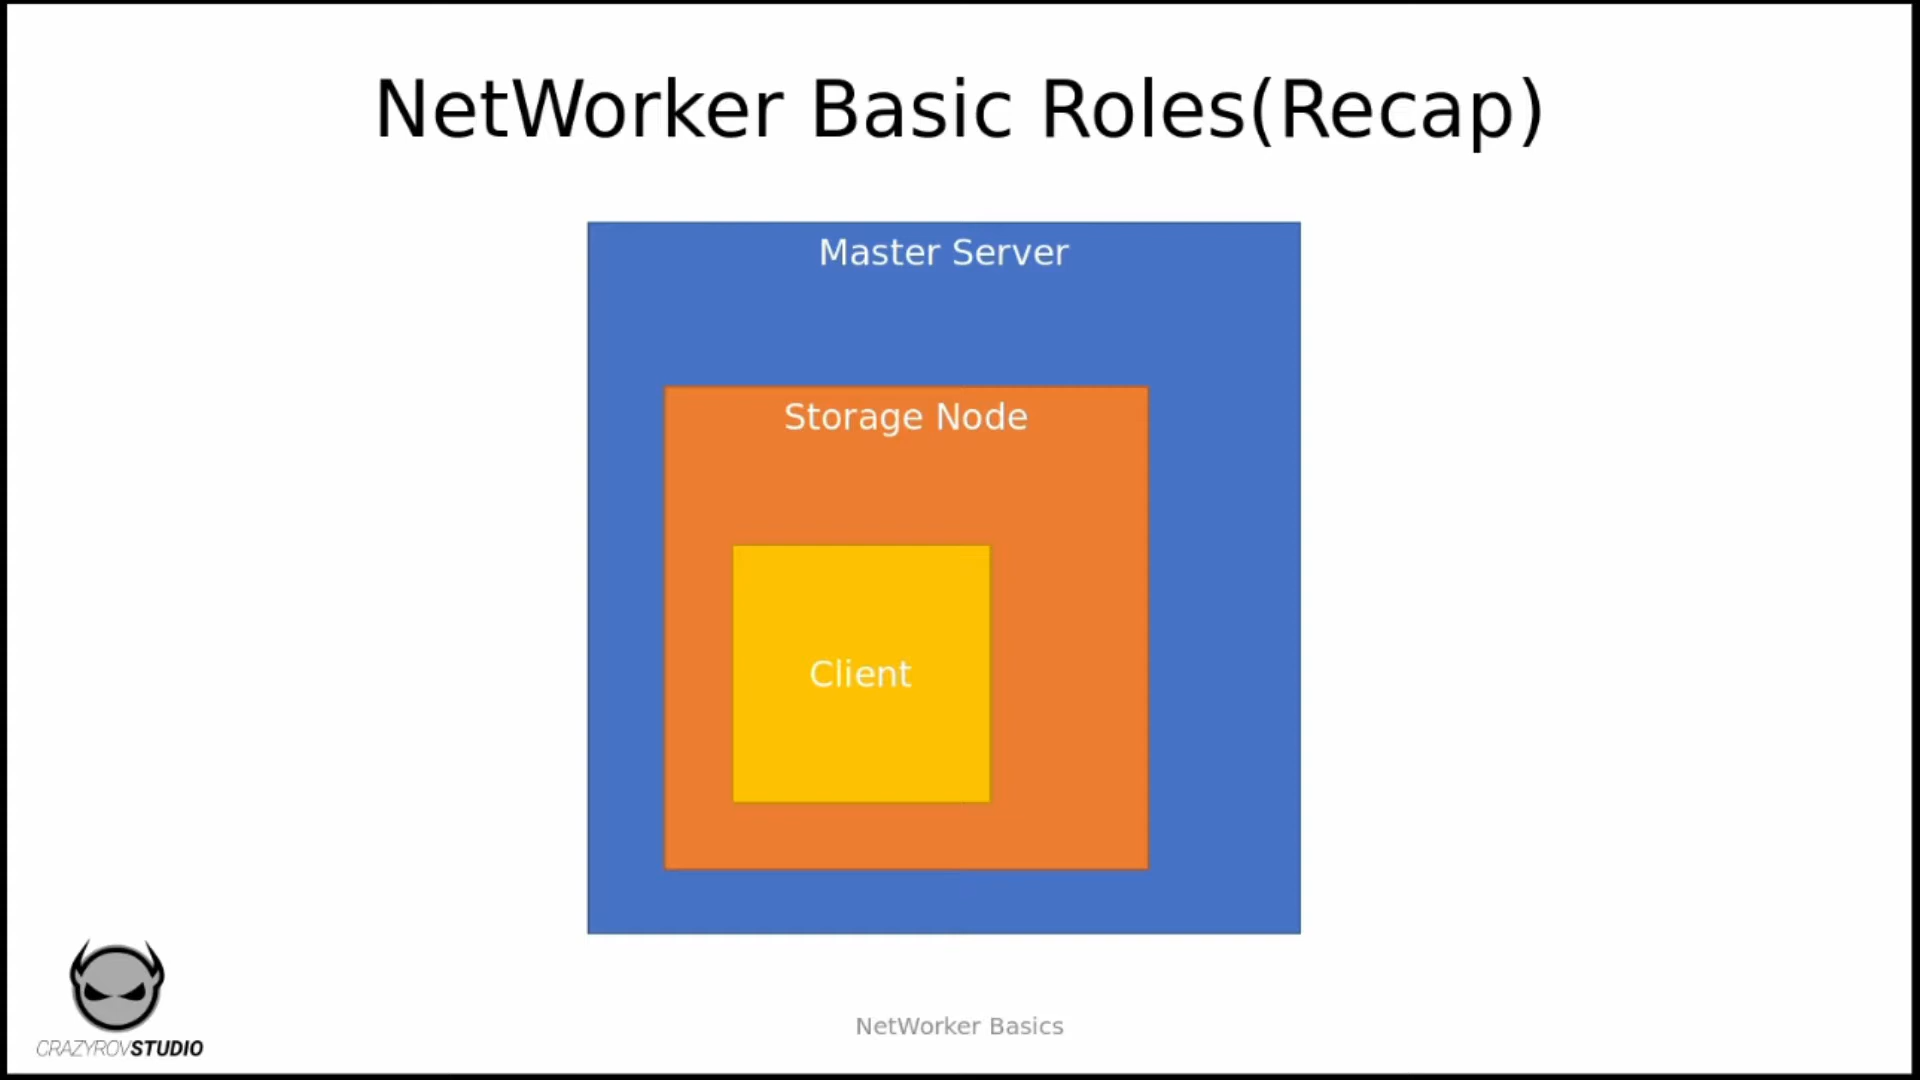 NetWorker Basic Roles(Recap)
Master Server
Storage Node
Client
NetWorker Basics
CRAZYROVSTUDIO